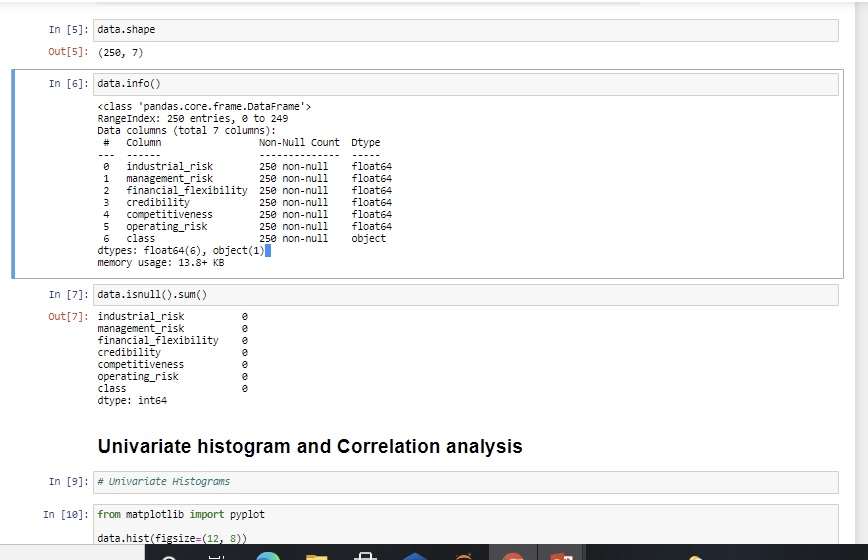 In [5]: data.shape
Out[5]: (250, 7)
In [6]: data.info()
<class 'pandas.core.frame.DataFrame'>
RangeIndex: 250 entries, 0 to 249
Data columns (total 7 columns):
 #   Column                 Non-Null Count  Dtype
---  ------                 --------------  -----
 0   industrial_risk        250 non-null    float64
 1   management_risk        250 non-null    float64
 2   financial_flexibility  250 non-null    float64
 3   credibility            250 non-null    float64
 4   competitiveness        250 non-null    float64
 5   operating_risk         250 non-null    float64
 6   class                  250 non-null    object
dtypes: float64(6), object(1)
memory usage: 13.8+ KB
In [7]: data.isnull().sum()
Out[7]: industrial_risk          0
management_risk          0
financial_flexibility    0
credibility              0
competitiveness          0
operating_risk           0
class                    0
dtype: int64
Univariate histogram and Correlation analysis
In [9]: # Univariate Histograms
In [10]: from matplotlib import pyplot
data.hist(figsize=(12, 8))